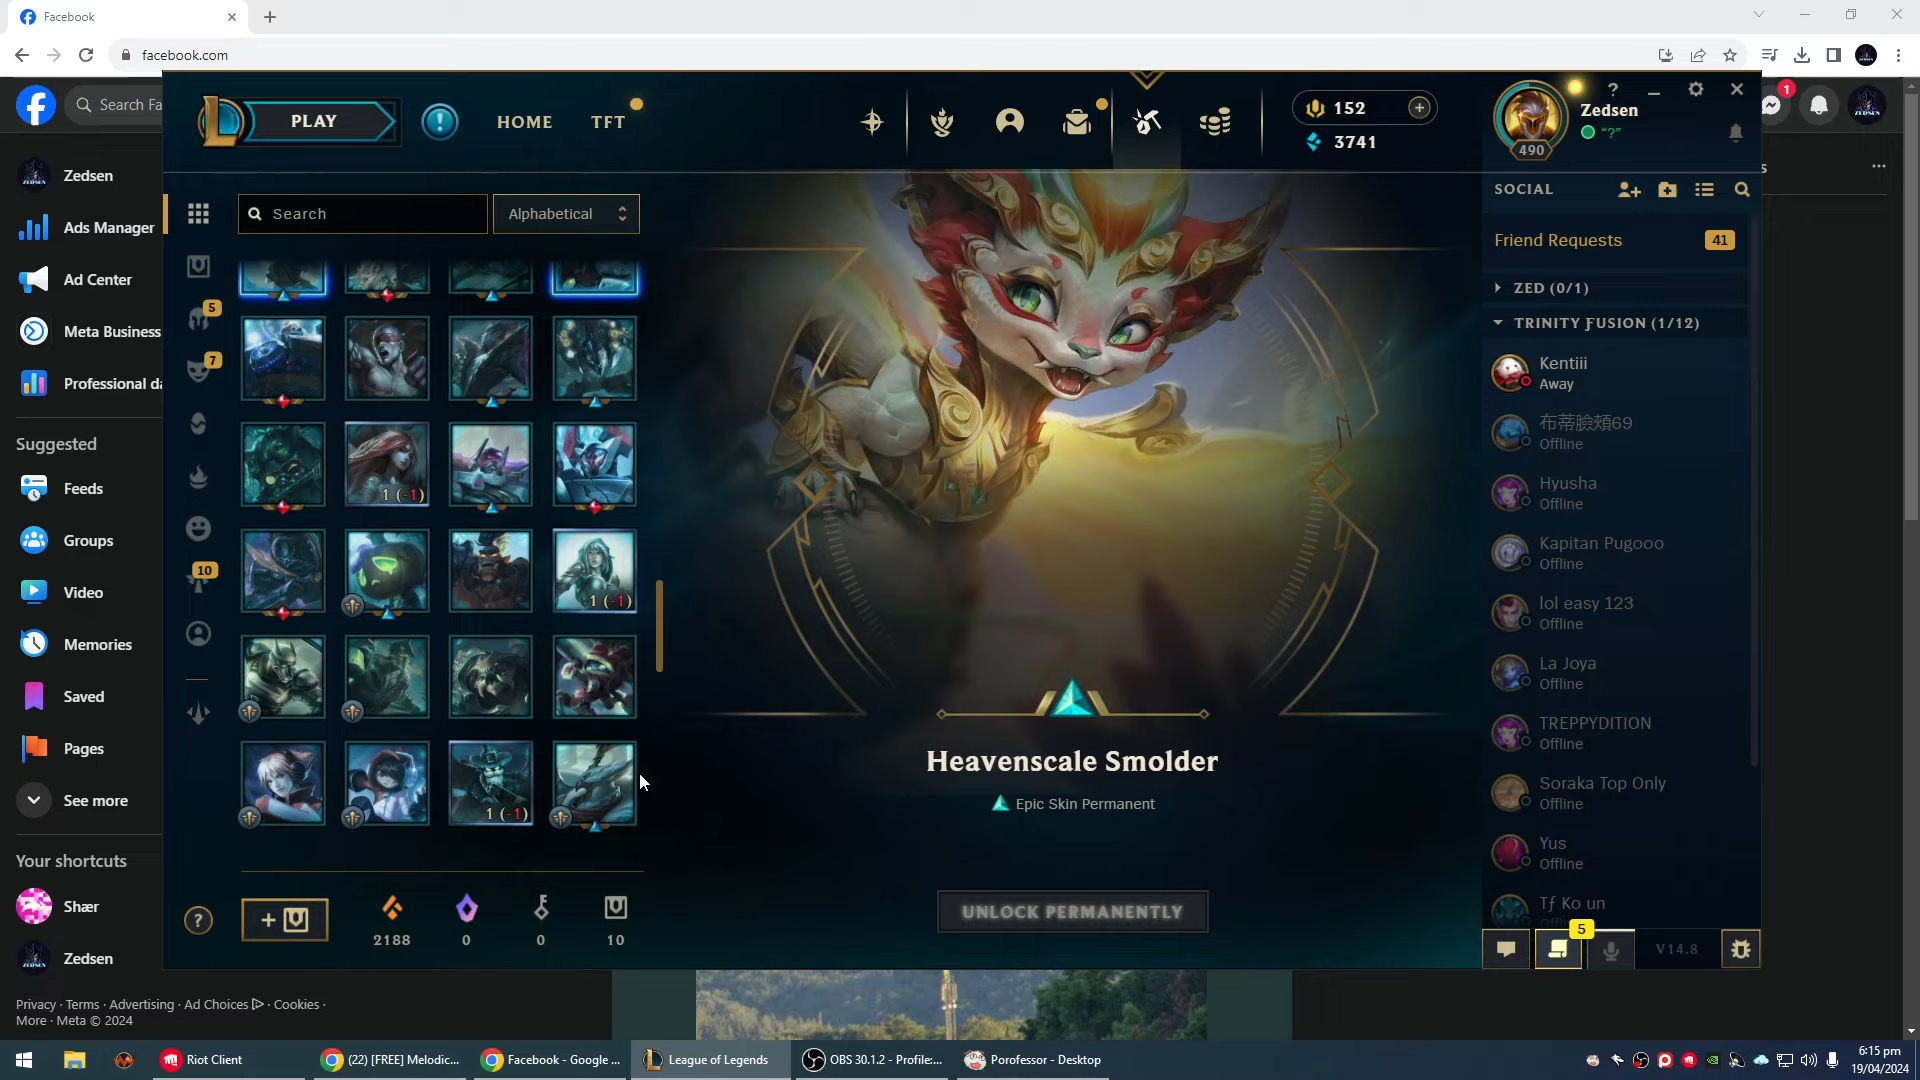 Facebook
facebook.com
Search Fa
Zedsen
Ads Manager
Ad Center
Meta Business
Professional da
Suggested
Feeds
Groups
Video
Memories
Saved
Pages
See more
Your shortcuts
Shær
Zedsen
Privacy · Terms · Advertising · Ad Choices · Cookies ·
More · Meta © 2024
PLAY
HOME
TFT
152
3741
490
Zedsen
"?"
1
Search
Alphabetical
5
7
10
1 (-1)
1 (-1)
1 (-1)
2188
0
0
10
Heavenscale Smolder
Epic Skin Permanent
UNLOCK PERMANENTLY
SOCIAL
Friend Requests
41
ZED (0/1)
TRINITY FUSION (1/12)
Kentiii
Away
布蒂臉頰69
Offline
Hyusha
Offline
Kapitan Pugooo
Offline
lol easy 123
Offline
La Joya
Offline
TREPPYDITION
Offline
Soraka Top Only
Offline
Yus
Offline
Tƒ Ko un
5
V14.8
Riot Client
(22) [FREE] Melodic...
Facebook - Google ...
League of Legends
OBS 30.1.2 - Profile:...
Porofessor - Desktop
6:15 pm
19/04/2024